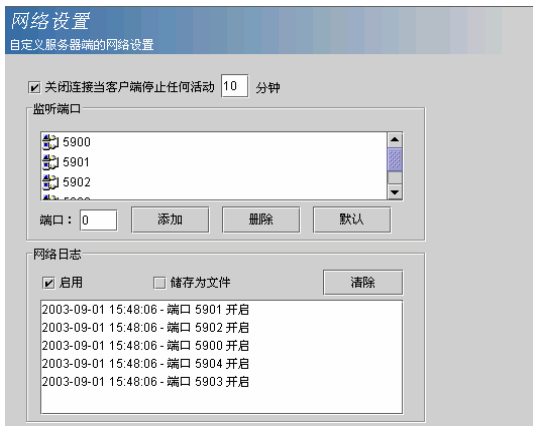 网络设置
自定义服务器端的网络设置
关闭连接当客户端停止任何活动 10 分钟
监听端口
5900
5901
5902
端口： 0 添加 删除 默认
网络日志
启用 储存为文件 清除
2003-09-01 15:48:06 - 端口 5901 开启
2003-09-01 15:48:06 - 端口 5902 开启
2003-09-01 15:48:06 - 端口 5900 开启
2003-09-01 15:48:06 - 端口 5904 开启
2003-09-01 15:48:06 - 端口 5903 开启